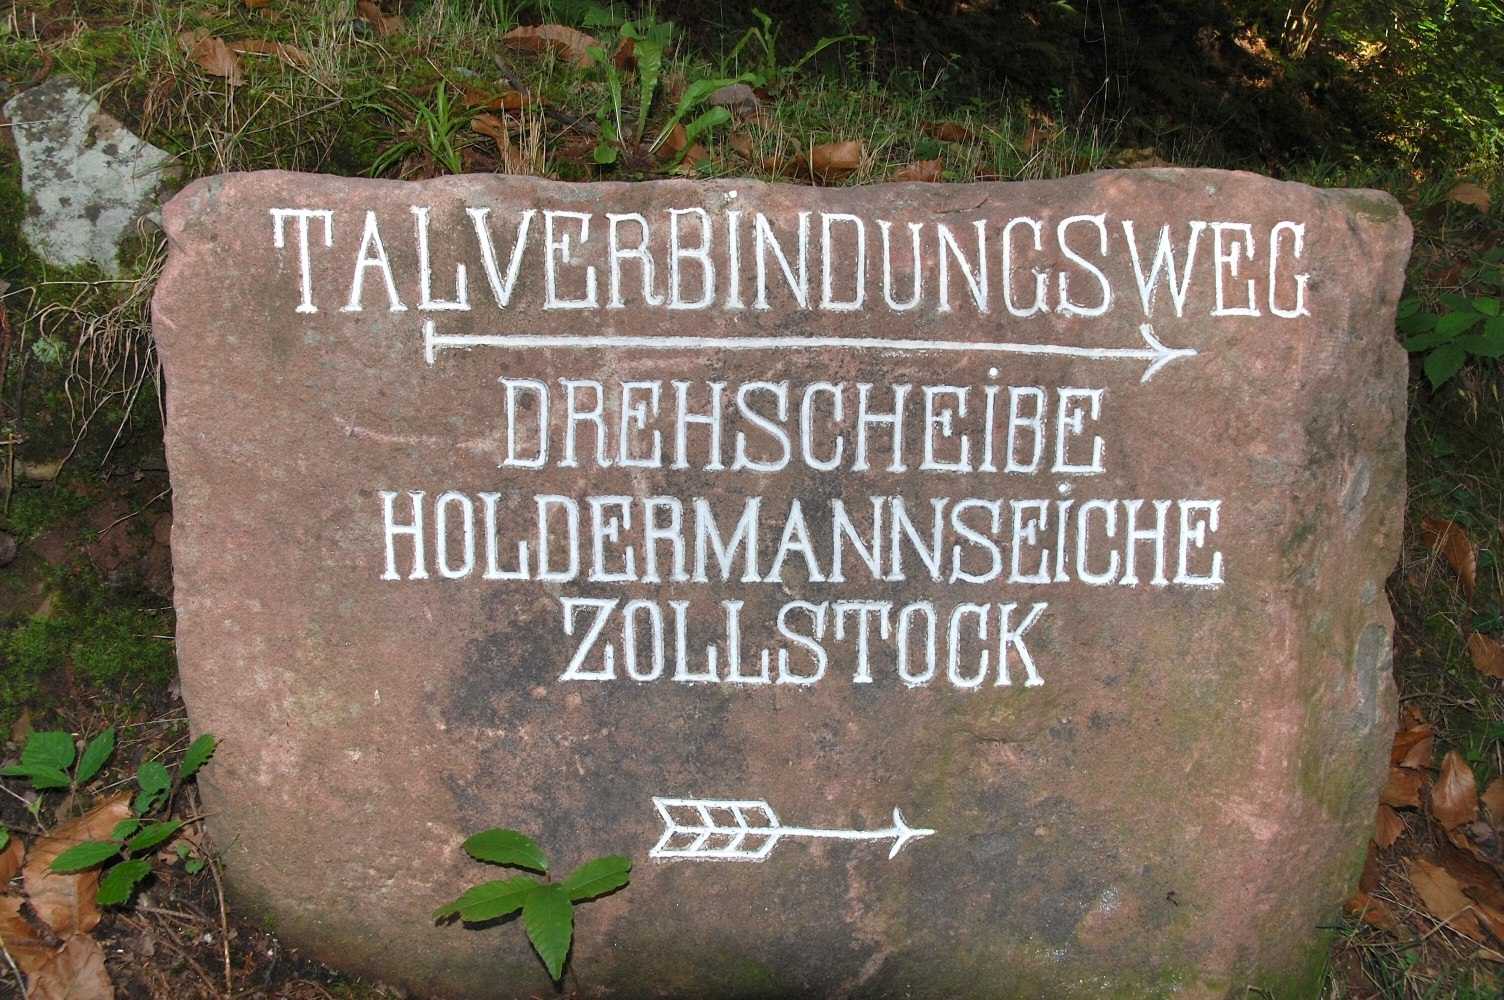 TALVERBINDUNGSWEG
DREHSCHEIBE
HOLDERMANNSEICHE
ZOLLSTOCK